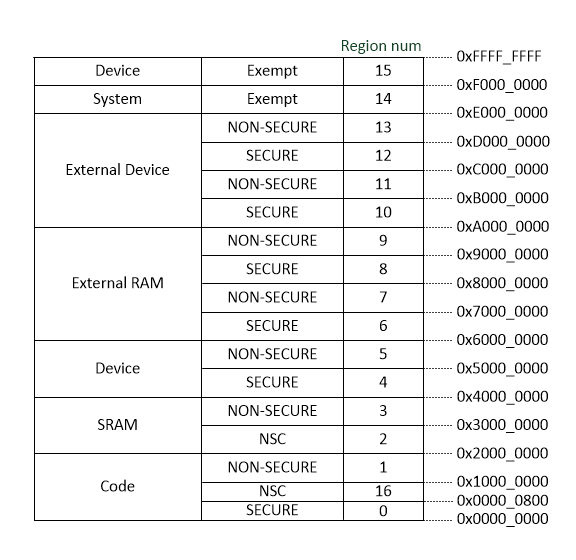 Region num
0xFFFF_FFFF
Device Exempt 15
0xF000_0000
System Exempt 14
0xE000_0000
External Device NON-SECURE 13
0xD000_0000
SECURE 12
0xC000_0000
NON-SECURE 11
0xB000_0000
SECURE 10
0xA000_0000
External RAM NON-SECURE 9
0x9000_0000
SECURE 8
0x8000_0000
NON-SECURE 7
0x7000_0000
SECURE 6
0x6000_0000
Device NON-SECURE 5
0x5000_0000
SECURE 4
0x4000_0000
SRAM NON-SECURE 3
0x3000_0000
NSC 2
0x2000_0000
Code NON-SECURE 1
0x1000_0000
NSC 16
0x0000_0800
SECURE 0
0x0000_0000